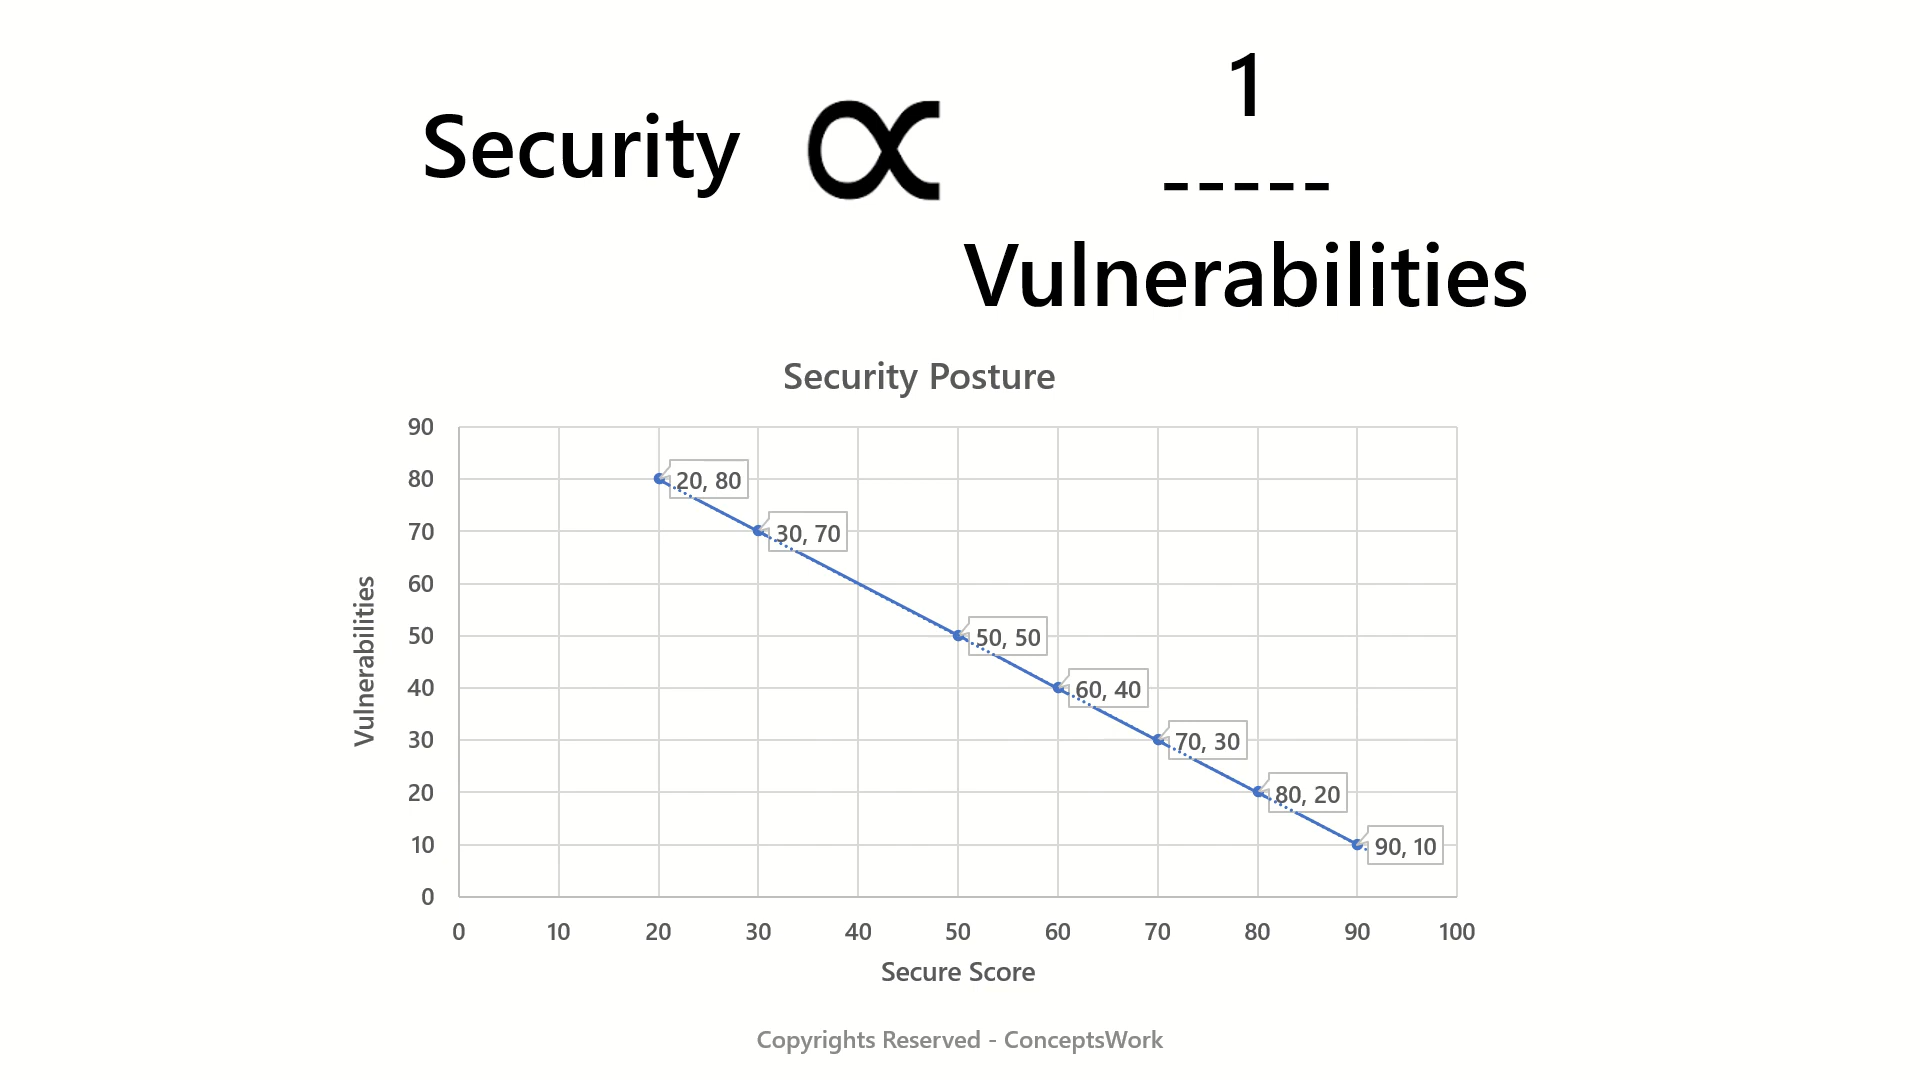 Security ∝ 1
-----
Vulnerabilities
Security Posture
90
80
70
60
50
40
30
20
10
0
Vulnerabilities
20, 80
30, 70
50, 50
60, 40
70, 30
80, 20
90, 10
0 10 20 30 40 50 60 70 80 90 100
Secure Score
Copyrights Reserved - ConceptsWork